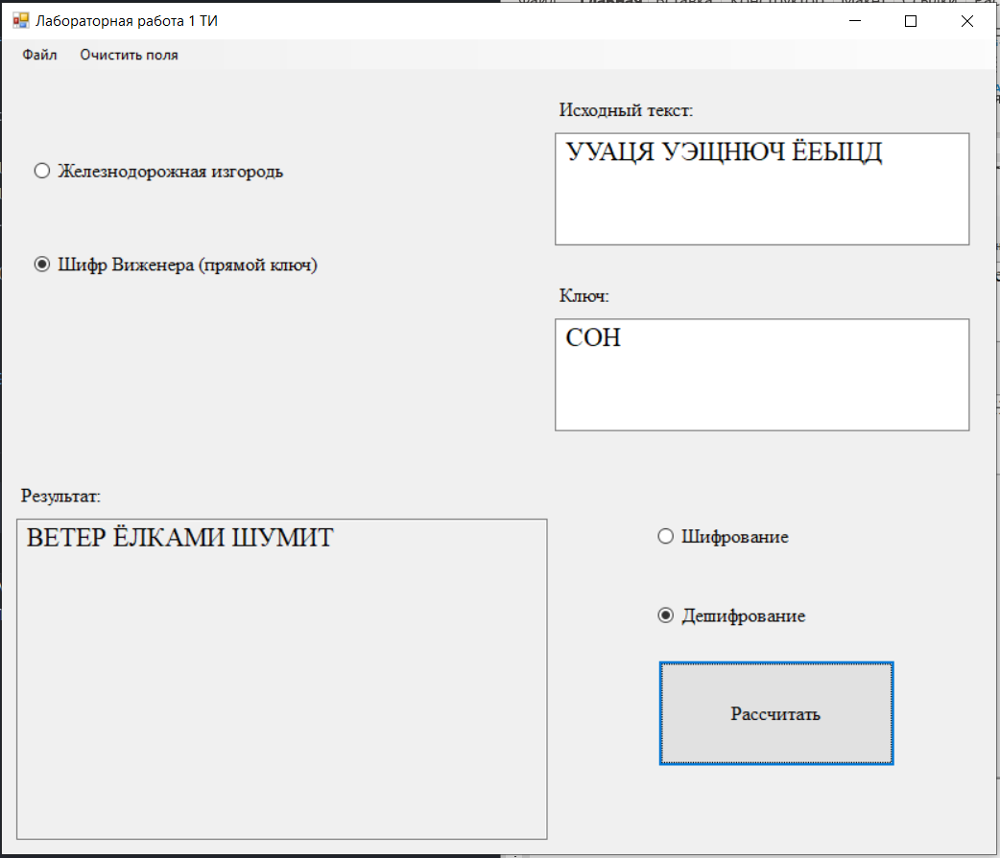 Лабораторная работа 1 ТИ
Файл Очистить поля
Исходный текст:
УУАЦЯ УЭЩНЮЧ ЁЕЫЦД
Железнодорожная изгородь
Шифр Виженера (прямой ключ)
Ключ:
СОН
Результат:
ВЕТЕР ЁЛКАМИ ШУМИТ
Шифрование
Дешифрование
Рассчитать